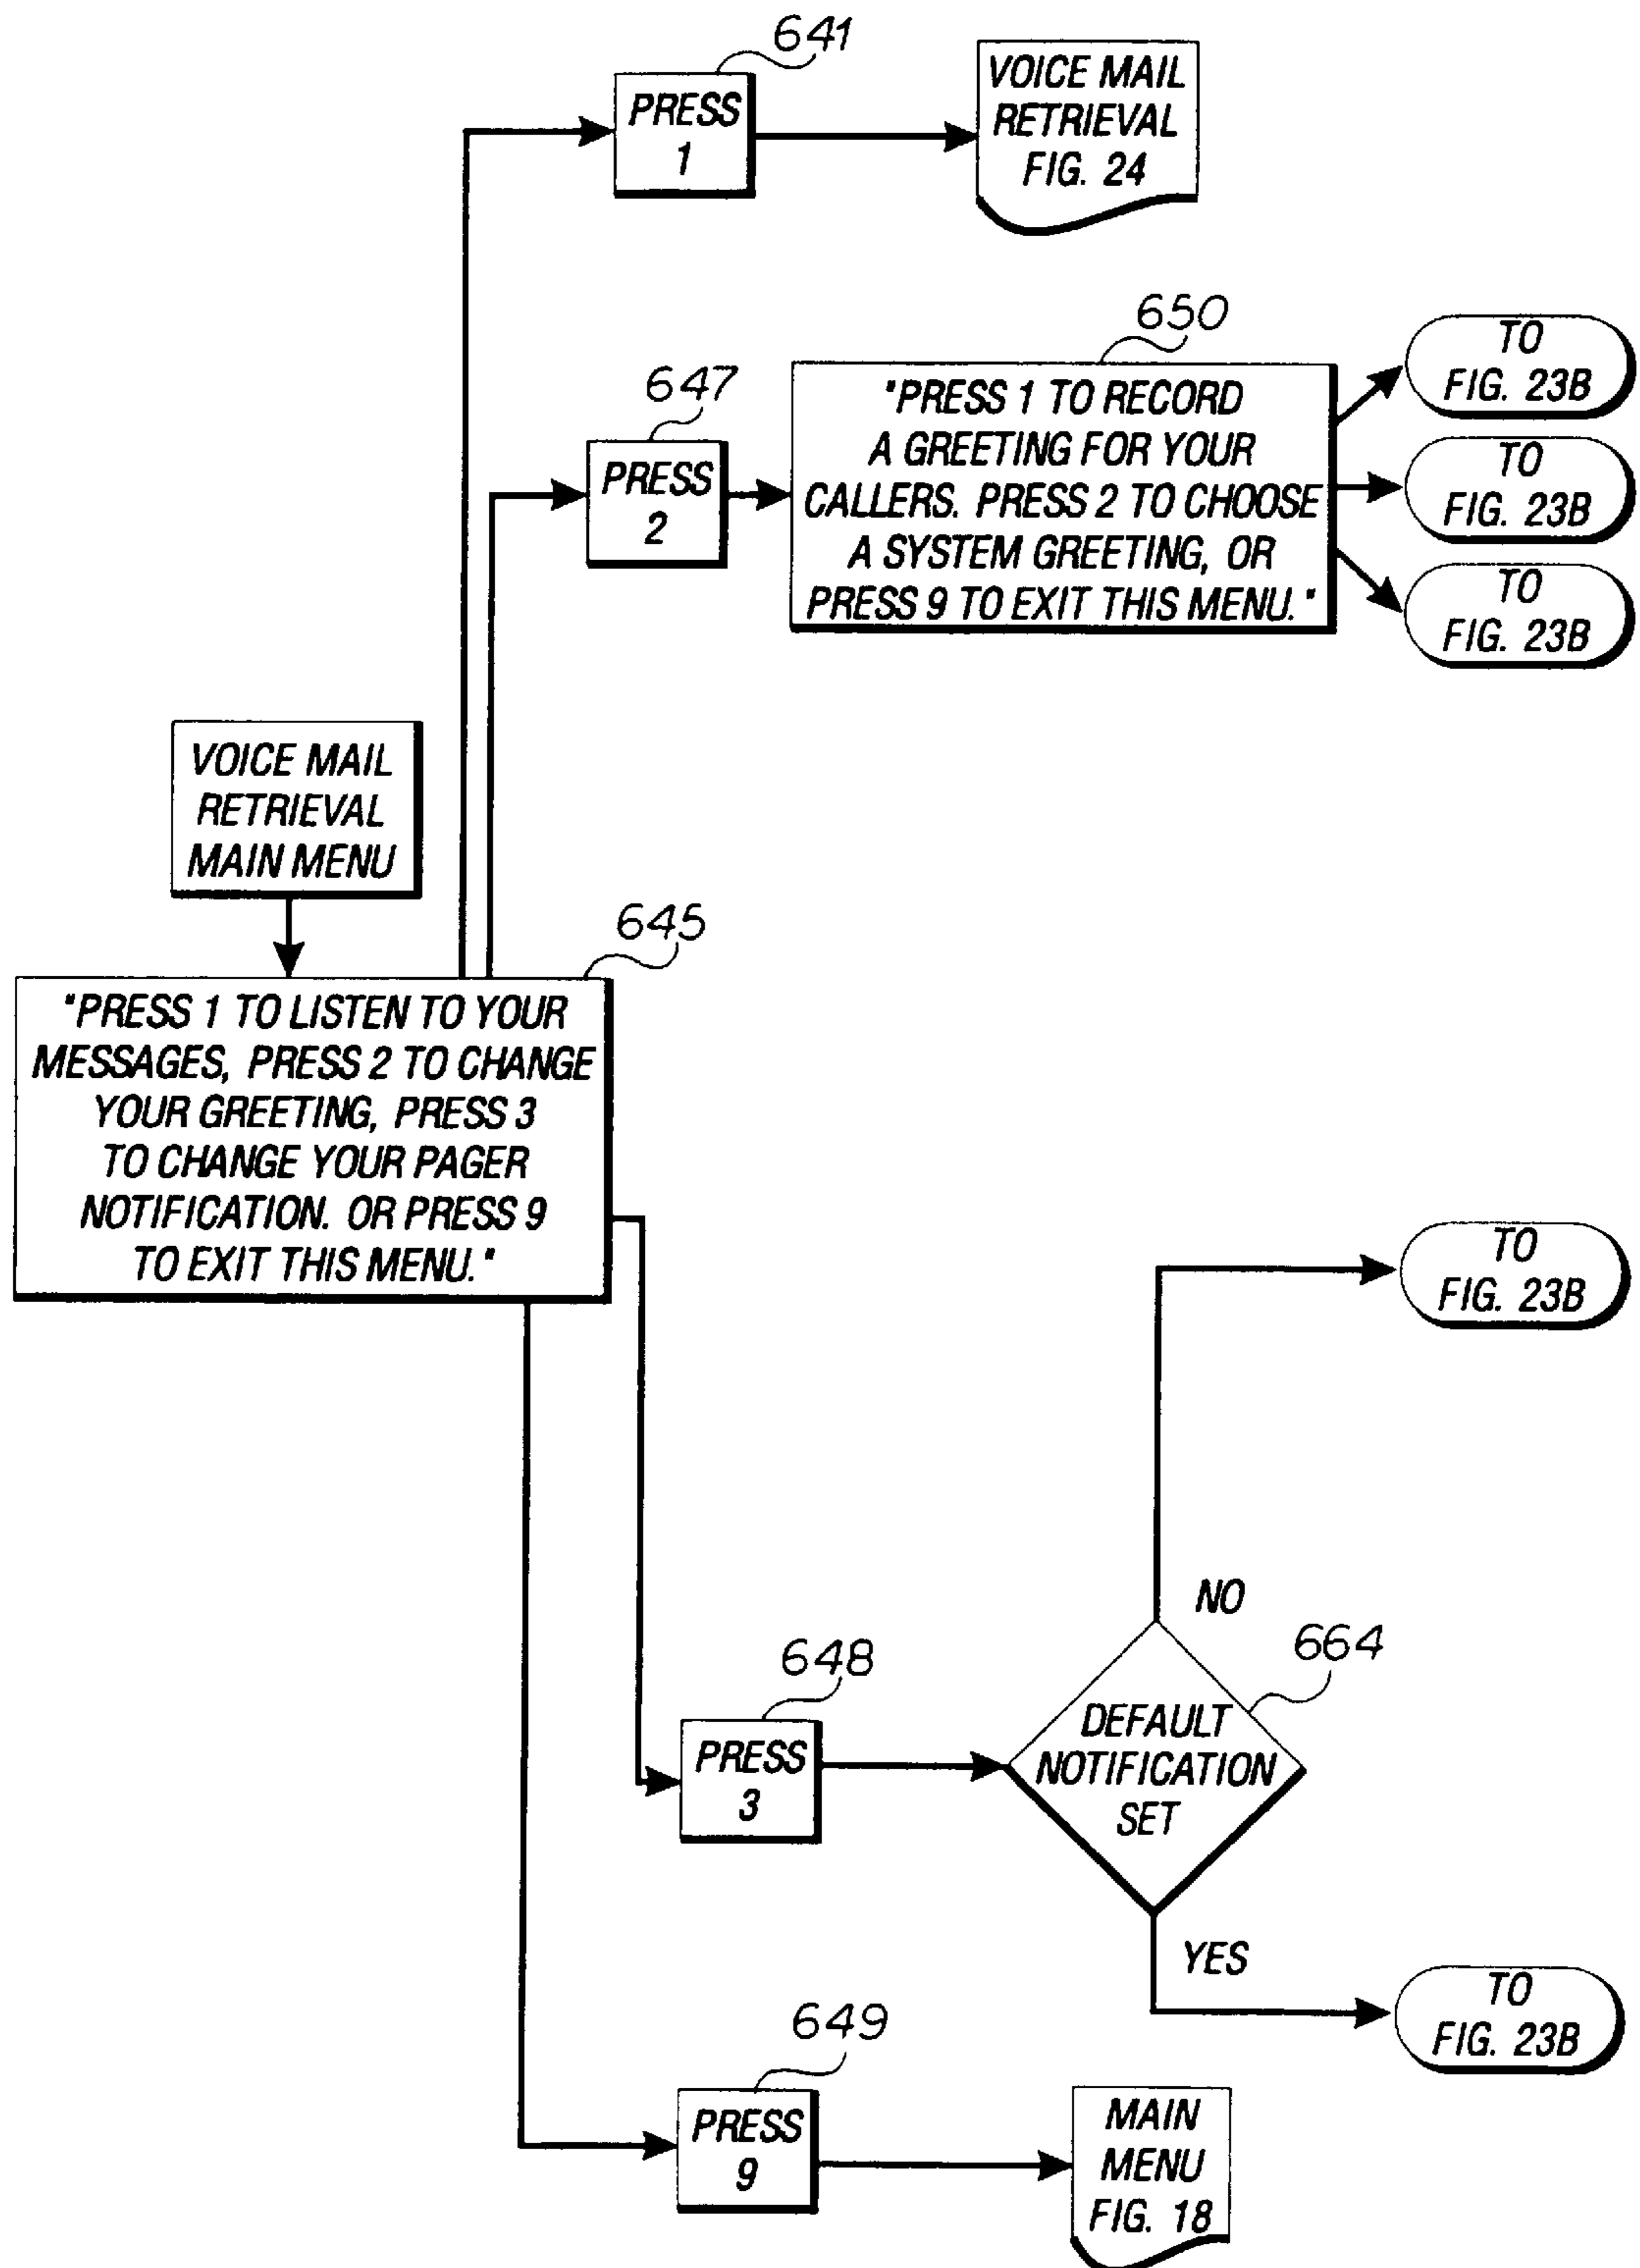 641
PRESS
1
VOICE MAIL
RETRIEVAL
FIG. 24
650
647
PRESS
2
"PRESS 1 TO RECORD
A GREETING FOR YOUR
CALLERS. PRESS 2 TO CHOOSE
A SYSTEM GREETING, OR
PRESS 9 TO EXIT THIS MENU."
TO
FIG. 23B
TO
FIG. 23B
TO
FIG. 23B
VOICE MAIL
RETRIEVAL
MAIN MENU
645
"PRESS 1 TO LISTEN TO YOUR
MESSAGES, PRESS 2 TO CHANGE
YOUR GREETING, PRESS 3
TO CHANGE YOUR PAGER
NOTIFICATION. OR PRESS 9
TO EXIT THIS MENU."
TO
FIG. 23B
NO
664
648
PRESS
3
DEFAULT
NOTIFICATION
SET
YES
TO
FIG. 23B
649
PRESS
9
MAIN
MENU
FIG. 18